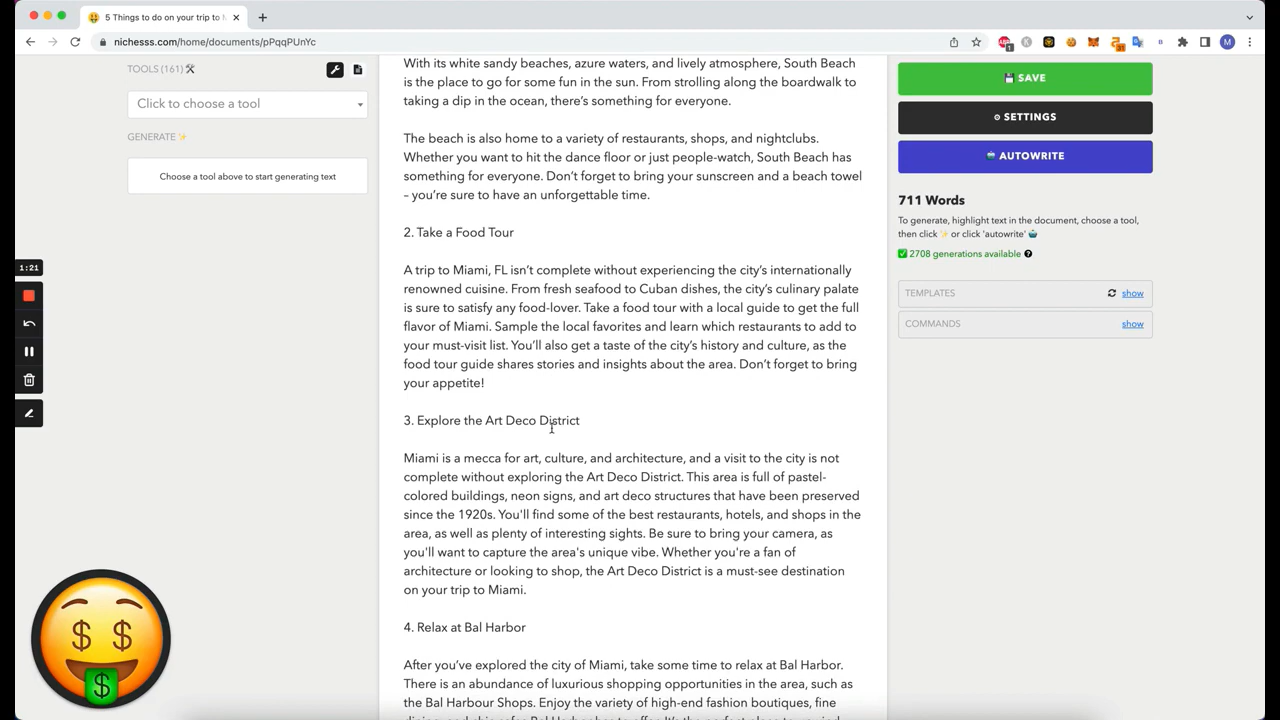 5 Things to do on your trip to M
nichesss.com/home/documents/pPqqPUnYc
M
TOOLS (161)
Click to choose a tool
GENERATE
Choose a tool above to start generating text
1:21
With its white sandy beaches, azure waters, and lively atmosphere, South Beach
is the place to go for some fun in the sun. From strolling along the boardwalk to
taking a dip in the ocean, there’s something for everyone.
The beach is also home to a variety of restaurants, shops, and nightclubs.
Whether you want to hit the dance floor or just people-watch, South Beach has
something for everyone. Don’t forget to bring your sunscreen and a beach towel
– you’re sure to have an unforgettable time.
2. Take a Food Tour
A trip to Miami, FL isn’t complete without experiencing the city’s internationally
renowned cuisine. From fresh seafood to Cuban dishes, the city’s culinary palate
is sure to satisfy any food-lover. Take a food tour with a local guide to get the full
flavor of Miami. Sample the local favorites and learn which restaurants to add to
your must-visit list. You’ll also get a taste of the city’s history and culture, as the
food tour guide shares stories and insights about the area. Don’t forget to bring
your appetite!
3. Explore the Art Deco District
Miami is a mecca for art, culture, and architecture, and a visit to the city is not
complete without exploring the Art Deco District. This area is full of pastel-
colored buildings, neon signs, and art deco structures that have been preserved
since the 1920s. You'll find some of the best restaurants, hotels, and shops in the
area, as well as plenty of interesting sights. Be sure to bring your camera, as
you'll want to capture the area's unique vibe. Whether you're a fan of
architecture or looking to shop, the Art Deco District is a must-see destination
on your trip to Miami.
4. Relax at Bal Harbor
After you’ve explored the city of Miami, take some time to relax at Bal Harbor.
There is an abundance of luxurious shopping opportunities in the area, such as
the Bal Harbour Shops. Enjoy the variety of high-end fashion boutiques, fine
SAVE
SETTINGS
AUTOWRITE
711 Words
To generate, highlight text in the document, choose a tool,
then click or click 'autowrite'
2708 generations available
TEMPLATES show
COMMANDS show